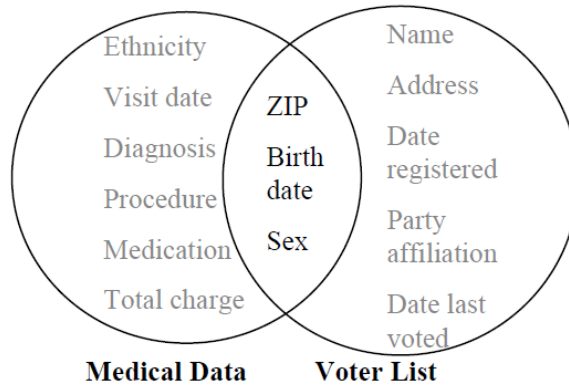 Ethnicity
Visit date
Diagnosis
Procedure
Medication
Total charge
ZIP
Birth
date
Sex
Name
Address
Date
registered
Party
affiliation
Date last
voted
Medical Data
Voter List